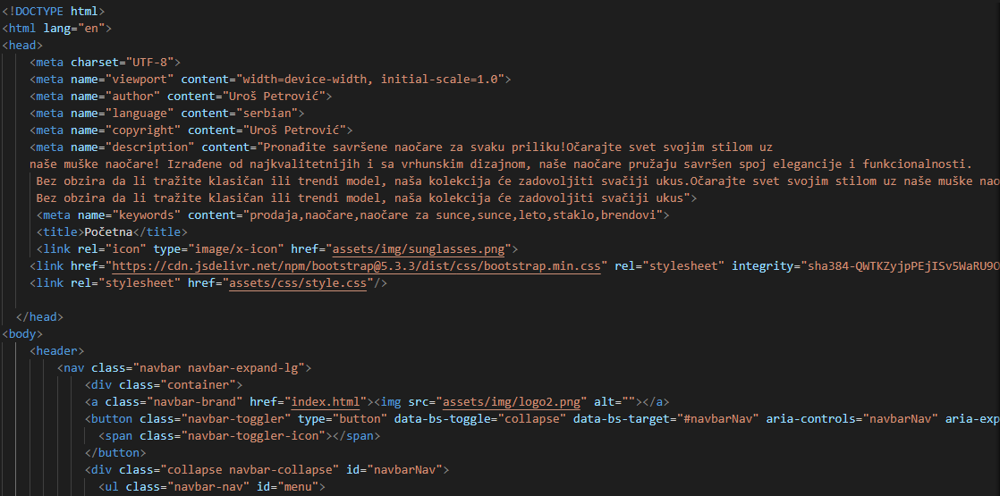 <!DOCTYPE html>
<html lang="en">
<head>
<meta charset="UTF-8">
<meta name="viewport" content="width=device-width, initial-scale=1.0">
<meta name="author" content="Uroš Petrović">
<meta name="language" content="serbian">
<meta name="copyright" content="Uroš Petrović">
<meta name="description" content="Pronađite savršene naočare za svaku priliku!Očarajte svet svojim stilom uz
naše muške naočare! Izrađene od najkvalitetnijih i sa vrhunskim dizajnom, naše naočare pružaju savršen spoj elegancije i funkcionalnosti.
Bez obzira da li tražite klasičan ili trendi model, naša kolekcija će zadovoljiti svačiji ukus.Očarajte svet svojim stilom uz naše muške nao
Bez obzira da li tražite klasičan ili trendi model, naša kolekcija će zadovoljiti svačiji ukus">
<meta name="keywords" content="prodaja,naočare,naočare za sunce,sunce,leto,staklo,brendovi">
<title>Početna</title>
<link rel="icon" type="image/x-icon" href="assets/img/sunglasses.png">
<link href="https://cdn.jsdelivr.net/npm/bootstrap@5.3.3/dist/css/bootstrap.min.css" rel="stylesheet" integrity="sha384-QWTKZyjpPEjISv5WaRU9O
<link rel="stylesheet" href="assets/css/style.css"/>
</head>
<body>
<header>
<nav class="navbar navbar-expand-lg">
<div class="container">
<a class="navbar-brand" href="index.html"><img src="assets/img/logo2.png" alt=""></a>
<button class="navbar-toggler" type="button" data-bs-toggle="collapse" data-bs-target="#navbarNav" aria-controls="navbarNav" aria-exp
<span class="navbar-toggler-icon"></span>
</button>
<div class="collapse navbar-collapse" id="navbarNav">
<ul class="navbar-nav" id="menu">